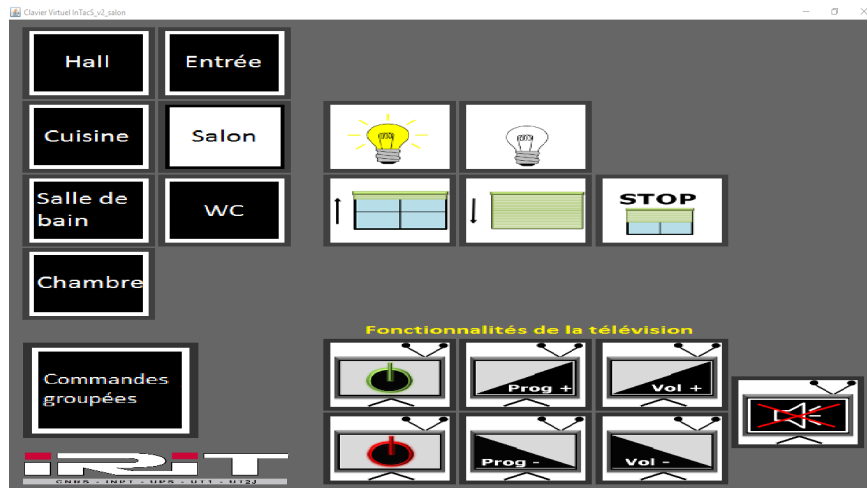 Clavier Virtuel InTacS_v2_salon
Hall
Entrée
Cuisine
Salon
Salle de
bain
WC
STOP
Chambre
Fonctionnalités de la télévision
Commandes
groupées
Prog +
Vol +
Prog -
Vol -
IRIT
CNRS - INPT - UPS - UT1 - UT2J